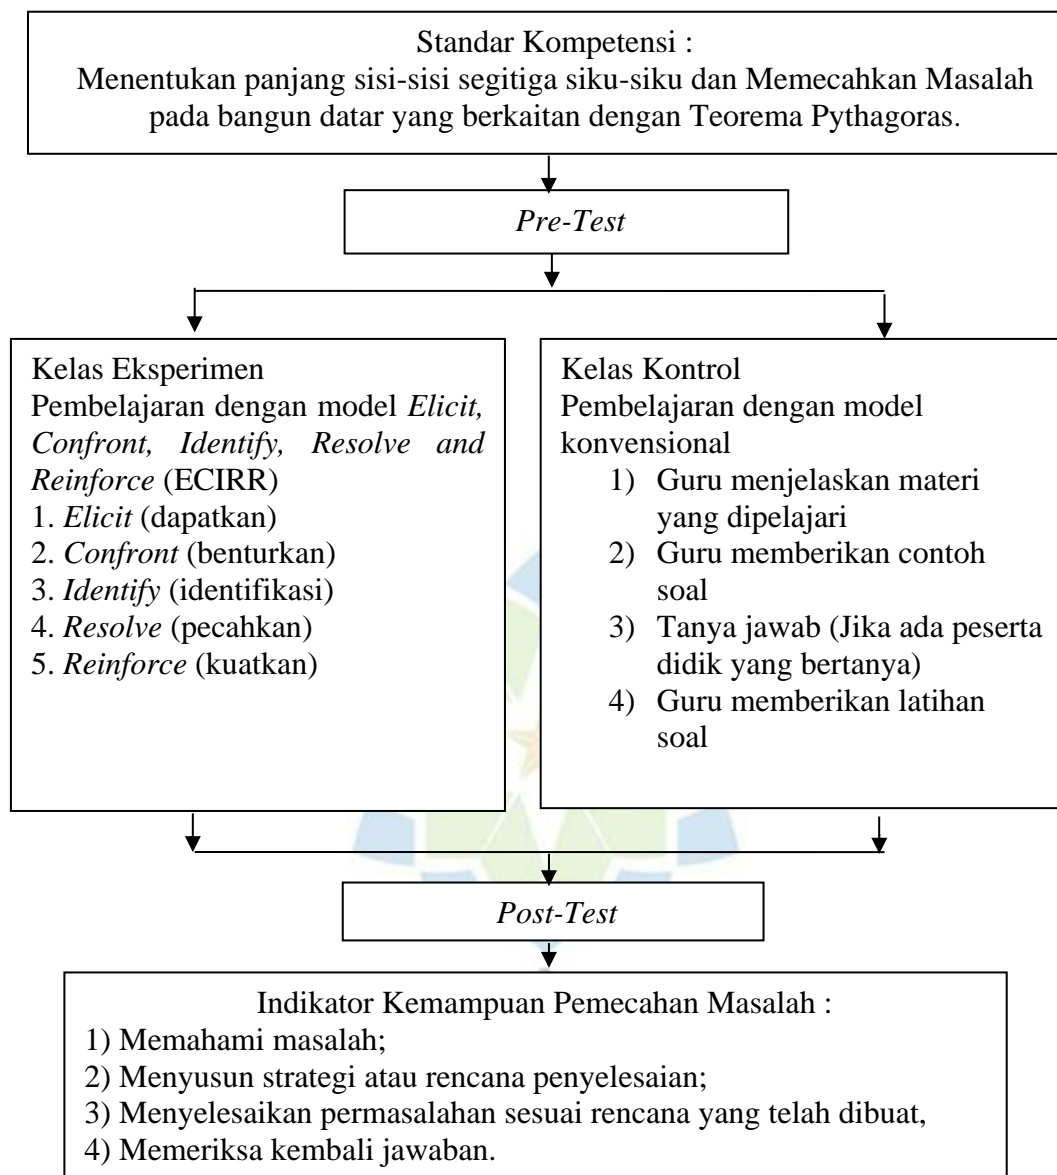 Standar Kompetensi :
Menentukan panjang sisi-sisi segitiga siku-siku dan Memecahkan Masalah
pada bangun datar yang berkaitan dengan Teorema Pythagoras.
Pre-Test
Kelas Eksperimen
Pembelajaran dengan model Elicit,
Confront, Identify, Resolve and
Reinforce (ECIRR)
1. Elicit (dapatkan)
2. Confront (benturkan)
3. Identify (identifikasi)
4. Resolve (pecahkan)
5. Reinforce (kuatkan)
Kelas Kontrol
Pembelajaran dengan model
konvensional
1) Guru menjelaskan materi
yang dipelajari
2) Guru memberikan contoh
soal
3) Tanya jawab (Jika ada peserta
didik yang bertanya)
4) Guru memberikan latihan
soal
Post-Test
Indikator Kemampuan Pemecahan Masalah :
1) Memahami masalah;
2) Menyusun strategi atau rencana penyelesaian;
3) Menyelesaikan permasalahan sesuai rencana yang telah dibuat,
4) Memeriksa kembali jawaban.